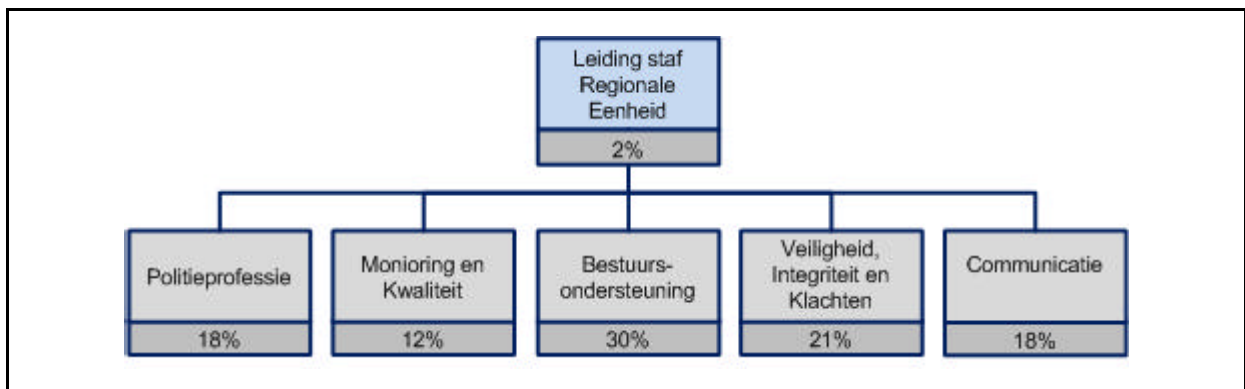 Leiding staf
Regionale
Eenheid
2%
Politieprofessie
18%
Monioring en
Kwaliteit
12%
Bestuurs-
ondersteuning
30%
Veiligheid,
Integriteit en
Klachten
21%
Communicatie
18%